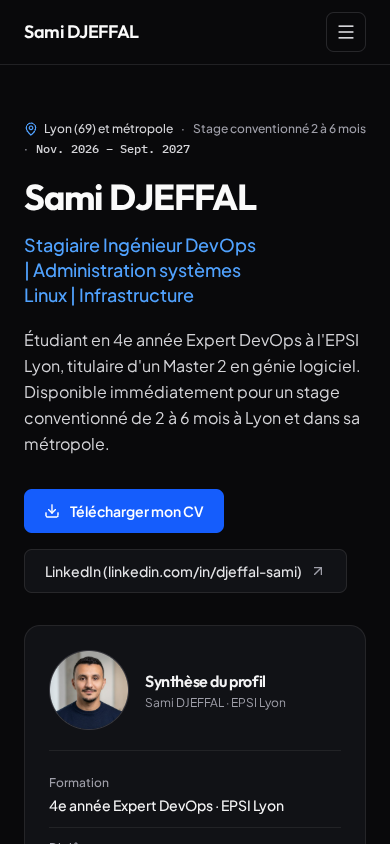 Sami DJEFFAL
Lyon (69) et métropole · Stage conventionné 2 à 6 mois
· Nov. 2026 – Sept. 2027
Sami DJEFFAL
Stagiaire Ingénieur DevOps
| Administration systèmes
Linux | Infrastructure
Étudiant en 4e année Expert DevOps à l'EPSI
Lyon, titulaire d'un Master 2 en génie logiciel.
Disponible immédiatement pour un stage
conventionné de 2 à 6 mois à Lyon et dans sa
métropole.
Télécharger mon CV
LinkedIn (linkedin.com/in/djeffal-sami)
Synthèse du profil
Sami DJEFFAL · EPSI Lyon
Formation
4e année Expert DevOps · EPSI Lyon